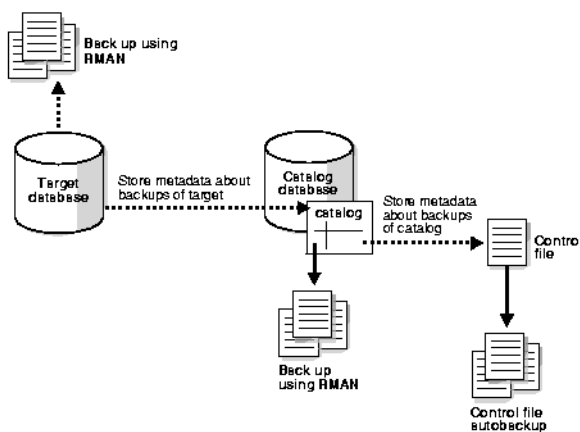 Back up using
RMAN
Target
database
Store metadata about
backups of target
Catalog
database
catalog
Store metadata
about backups
of catalog
Contro
file
Back up
using RMAN
Control file
autobackup